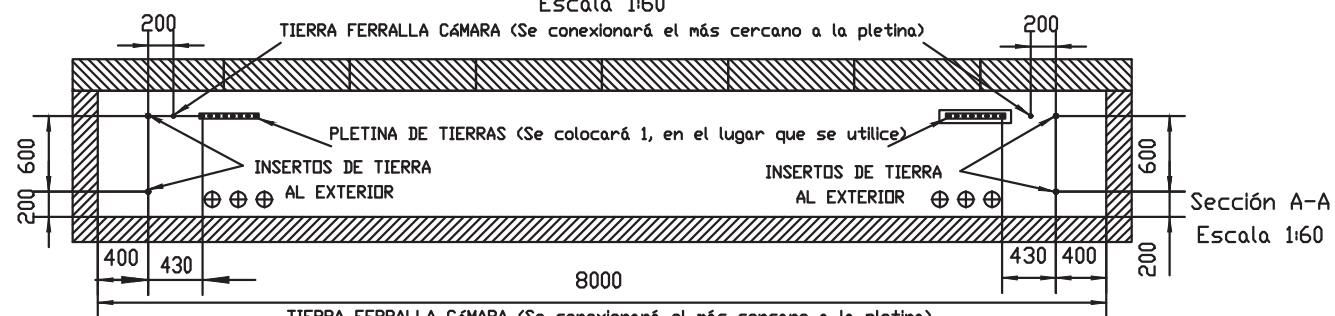 Escala 1:60
200
TIERRA FERRALLA CáMARA (Se conexionará el más cercano a la pletina)
200
PLETINA DE TIERRAS (Se colocará 1, en el lugar que se utilice)
600
INSERTOS DE TIERRA
AL EXTERIOR
INSERTOS DE TIERRA
AL EXTERIOR
600
200
Sección A-A
Escala 1:60
400
430
8000
430
400
200
TIERRA FERRALLA CáMARA (Se conexionará el más cercano a la pletina)